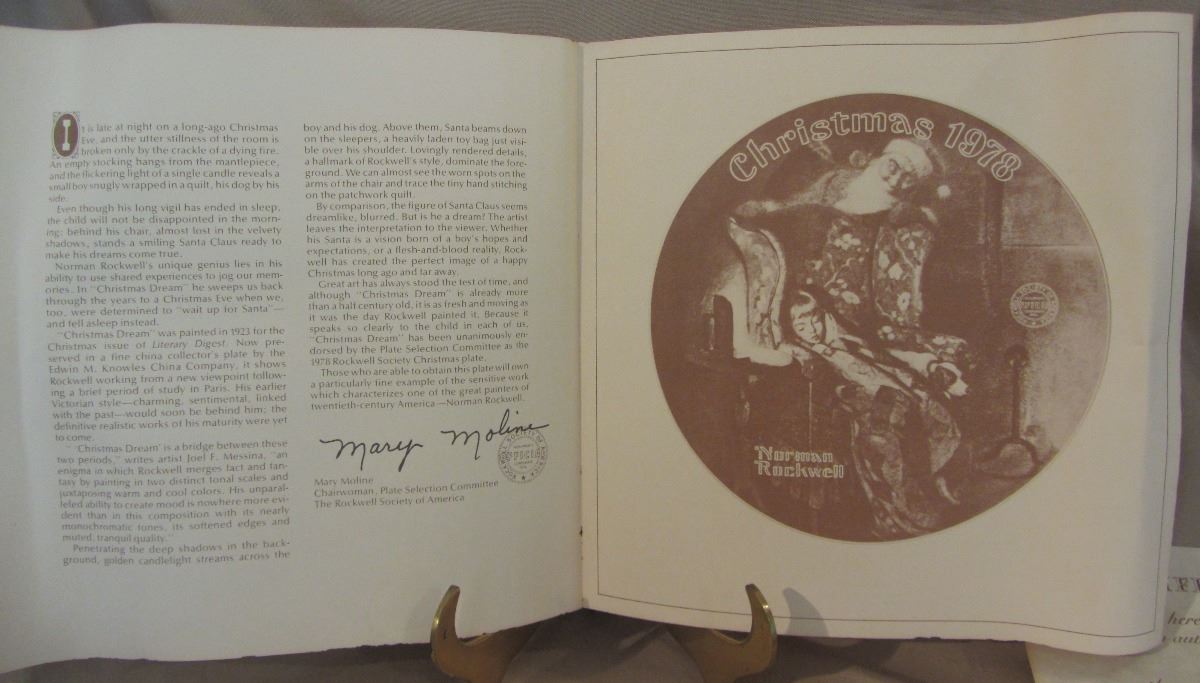 It is late at night on a long-ago Christmas
Eve, and the utter stillness of the room is
broken only by the crackle of a dying fire.
An empty stocking hangs from the mantlepiece,
and the flickering light of a single candle reveals a
small boy snugly wrapped in a quilt, his dog by his
side.
Even though his long vigil has ended in sleep,
the child will not be disappointed in the morn-
ing: behind his chair, almost lost in the velvety
shadows, stands a smiling Santa Claus ready to
make his dreams come true.
Norman Rockwell's unique genius lies in his
ability to use shared experiences to jog our mem-
ories. In "Christmas Dream" he sweeps us back
through the years to a Christmas Eve when we,
too, were determined to "wait up for Santa"—
and fell asleep instead.
"Christmas Dream" was painted in 1923 for the
Christmas issue of Literary Digest. Now pre-
served in a fine china collector's plate by the
Edwin M. Knowles China Company, it shows
Rockwell working from a new viewpoint follow-
ing a brief period of study in Paris. His earlier
Victorian style—charming, sentimental, linked
with the past—would soon be behind him; the
definitive realistic works of his maturity were yet
to come.
"'Christmas Dream' is a bridge between these
two periods," writes artist Joel F. Messina, "an
enigma in which Rockwell merges fact and fan-
tasy by painting in two distinct tonal scales and
juxtaposing warm and cool colors. His unparal-
leled ability to create mood is nowhere more evi-
dent than in this composition with its nearly
monochromatic tones, its softened edges and
muted, tranquil quality."
Penetrating the deep shadows in the back-
ground, golden candlelight streams across the
boy and his dog. Above them, Santa beams down
on the sleepers, a heavily laden toy bag just visi-
ble over his shoulder. Lovingly rendered details,
a hallmark of Rockwell's style, dominate the fore-
ground. We can almost see the worn spots on the
arms of the chair and trace the tiny hand stitching
on the patchwork quilt.
By comparison, the figure of Santa Claus seems
dreamlike, blurred. But is he a dream? The artist
leaves the interpretation to the viewer. Whether
his Santa is a vision born of a boy's hopes and
expectations, or a flesh-and-blood reality, Rock-
well has created the perfect image of a happy
Christmas long ago and far away.
Great art has always stood the test of time, and
although "Christmas Dream" is already more
than a half century old, it is as fresh and moving as
it was the day Rockwell painted it. Because it
speaks so clearly to the child in each of us,
"Christmas Dream" has been unanimously en-
dorsed by the Plate Selection Committee as the
1978 Rockwell Society Christmas plate.
Those who are able to obtain this plate will own
a particularly fine example of the sensitive work
which characterizes one of the great painters of
twentieth-century America—Norman Rockwell.
Mary Moline
Mary Moline
Chairwoman, Plate Selection Committee
The Rockwell Society of America
Christmas 1978
Norman
Rockwell
here